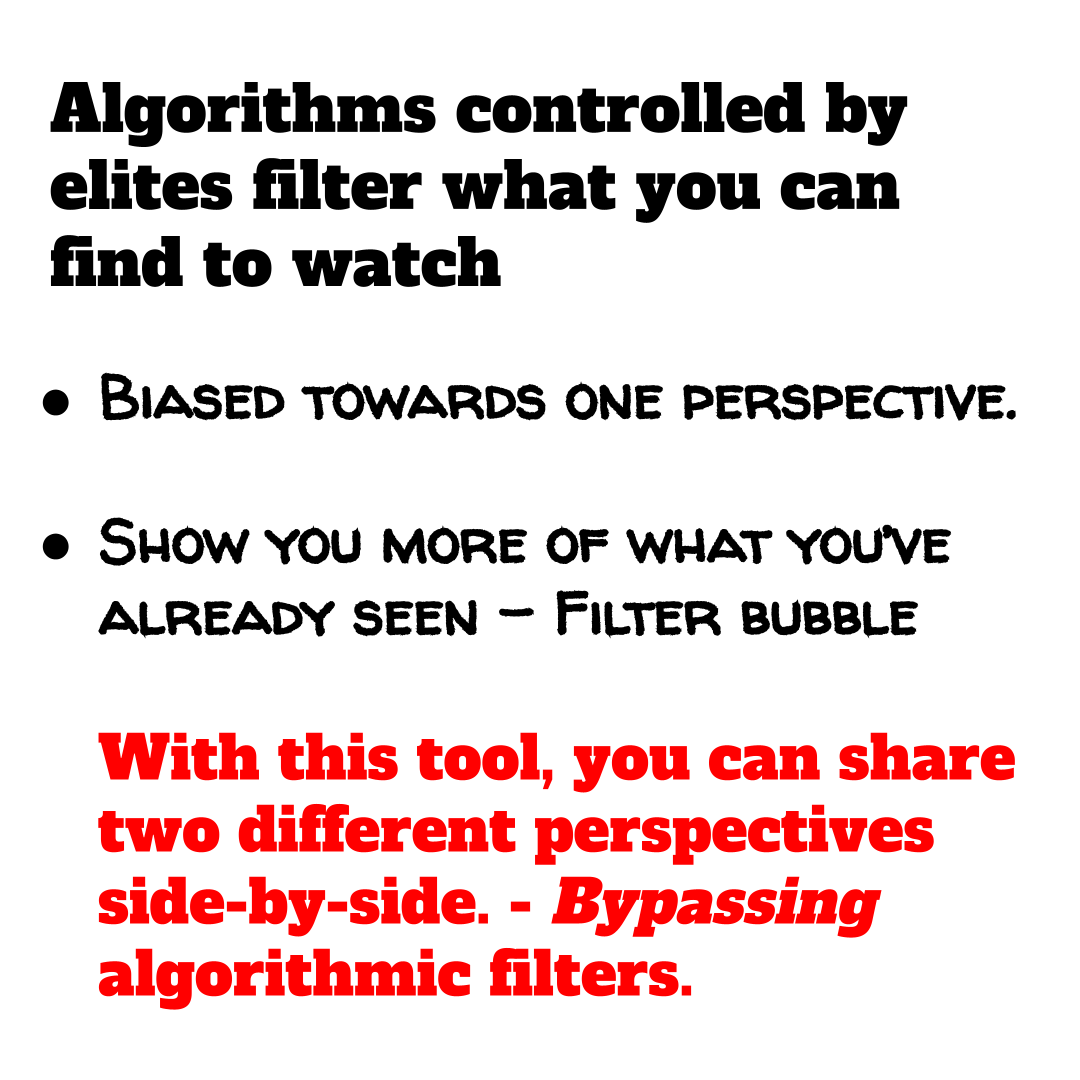 Algorithms controlled by
elites filter what you can
find to watch
• Biased towards one perspective.
• Show you more of what you've
already seen – Filter bubble
With this tool, you can share
two different perspectives
side-by-side. - Bypassing
algorithmic filters.